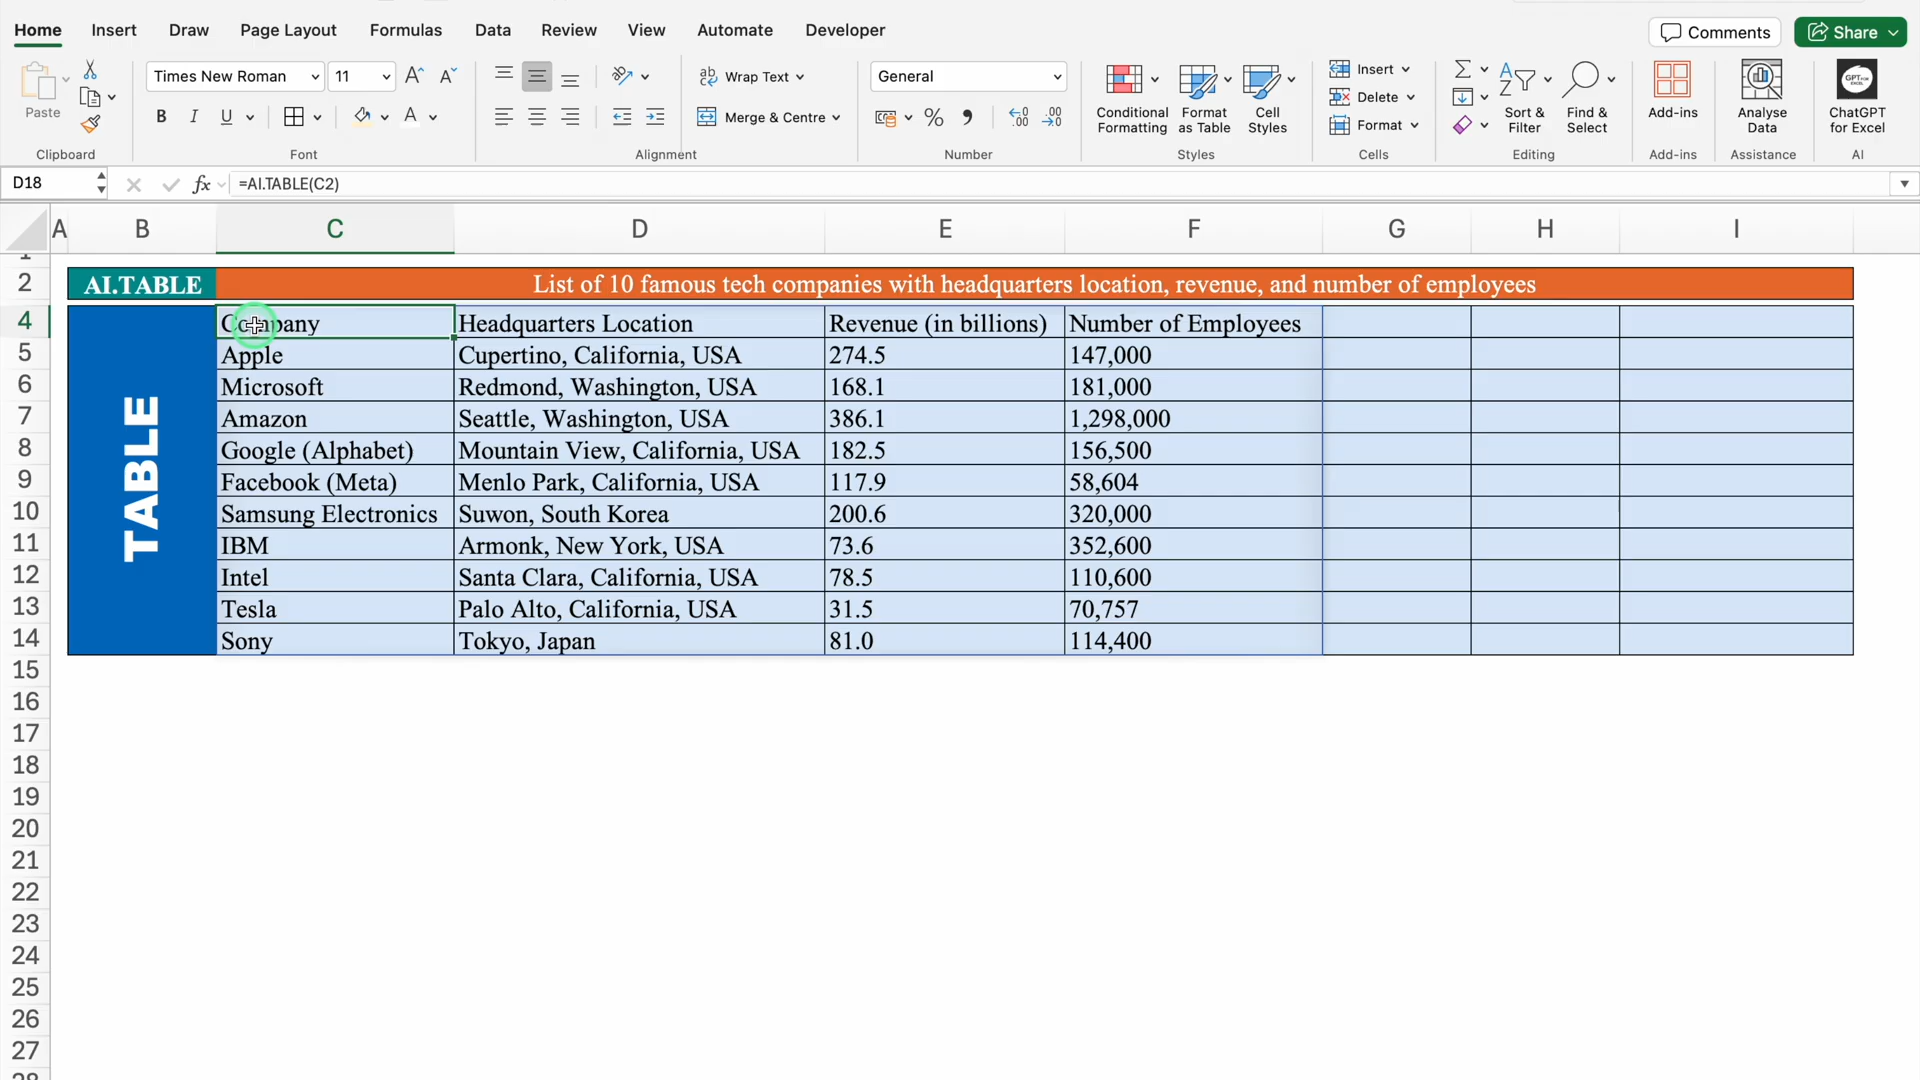 Home Insert Draw Page Layout Formulas Data Review View Automate Developer Comments Share
Paste Times New Roman 11 A A Wrap Text General Conditional Formatting Format as Table Cell Styles Insert Sort & Filter Find & Select Add-ins Analyse Data ChatGPT for Excel
B I U A Merge & Centre % Delete
Format
Clipboard Font Alignment Number Styles Cells Editing Add-ins Assistance AI
D18 fx =AI.TABLE(C2)
A B C D E F G H I
2 AI.TABLE List of 10 famous tech companies with headquarters location, revenue, and number of employees
TABLE
4 Company Headquarters Location Revenue (in billions) Number of Employees
5 Apple Cupertino, California, USA 274.5 147,000
6 Microsoft Redmond, Washington, USA 168.1 181,000
7 Amazon Seattle, Washington, USA 386.1 1,298,000
8 Google (Alphabet) Mountain View, California, USA 182.5 156,500
9 Facebook (Meta) Menlo Park, California, USA 117.9 58,604
10 Samsung Electronics Suwon, South Korea 200.6 320,000
11 IBM Armonk, New York, USA 73.6 352,600
12 Intel Santa Clara, California, USA 78.5 110,600
13 Tesla Palo Alto, California, USA 31.5 70,757
14 Sony Tokyo, Japan 81.0 114,400
15
16
17
18
19
20
21
22
23
24
25
26
27